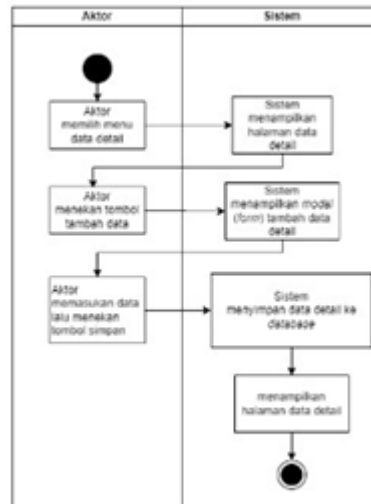 Aktor
Sistem
Aktor
memilih menu
data detail
Sistem
menampilkan
halaman data
detail
Aktor
menekan tombol
tambah data
Sistem
menampilkan modal
(form) tambah data
detail
Aktor
memasukan data
lalu menekan
tombol simpan
Sistem
menyimpan data detail ke
database
menampilkan
halaman data detail